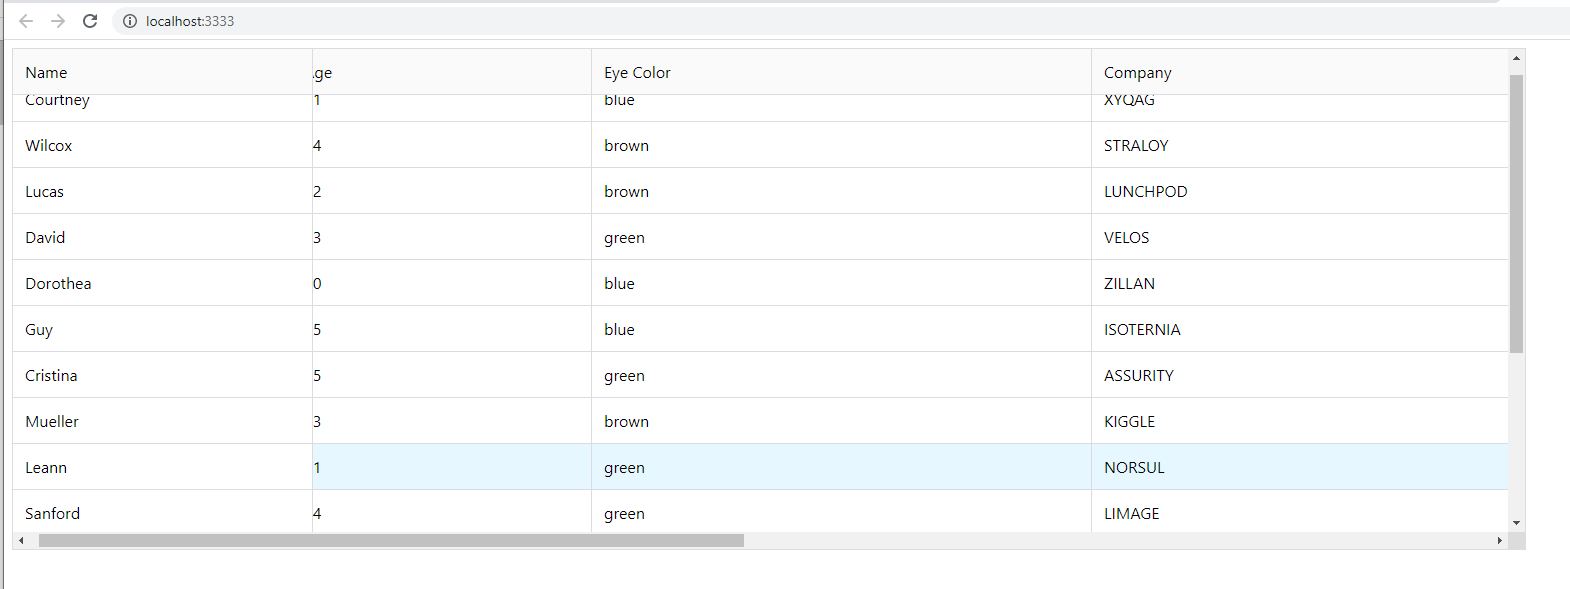 localhost:3333
Name ge Eye Color Company
Courtney 1 blue XYQAG
Wilcox 4 brown STRALOY
Lucas 2 brown LUNCHPOD
David 3 green VELOS
Dorothea 0 blue ZILLAN
Guy 5 blue ISOTERNIA
Cristina 5 green ASSURITY
Mueller 3 brown KIGGLE
Leann 1 green NORSUL
Sanford 4 green LIMAGE